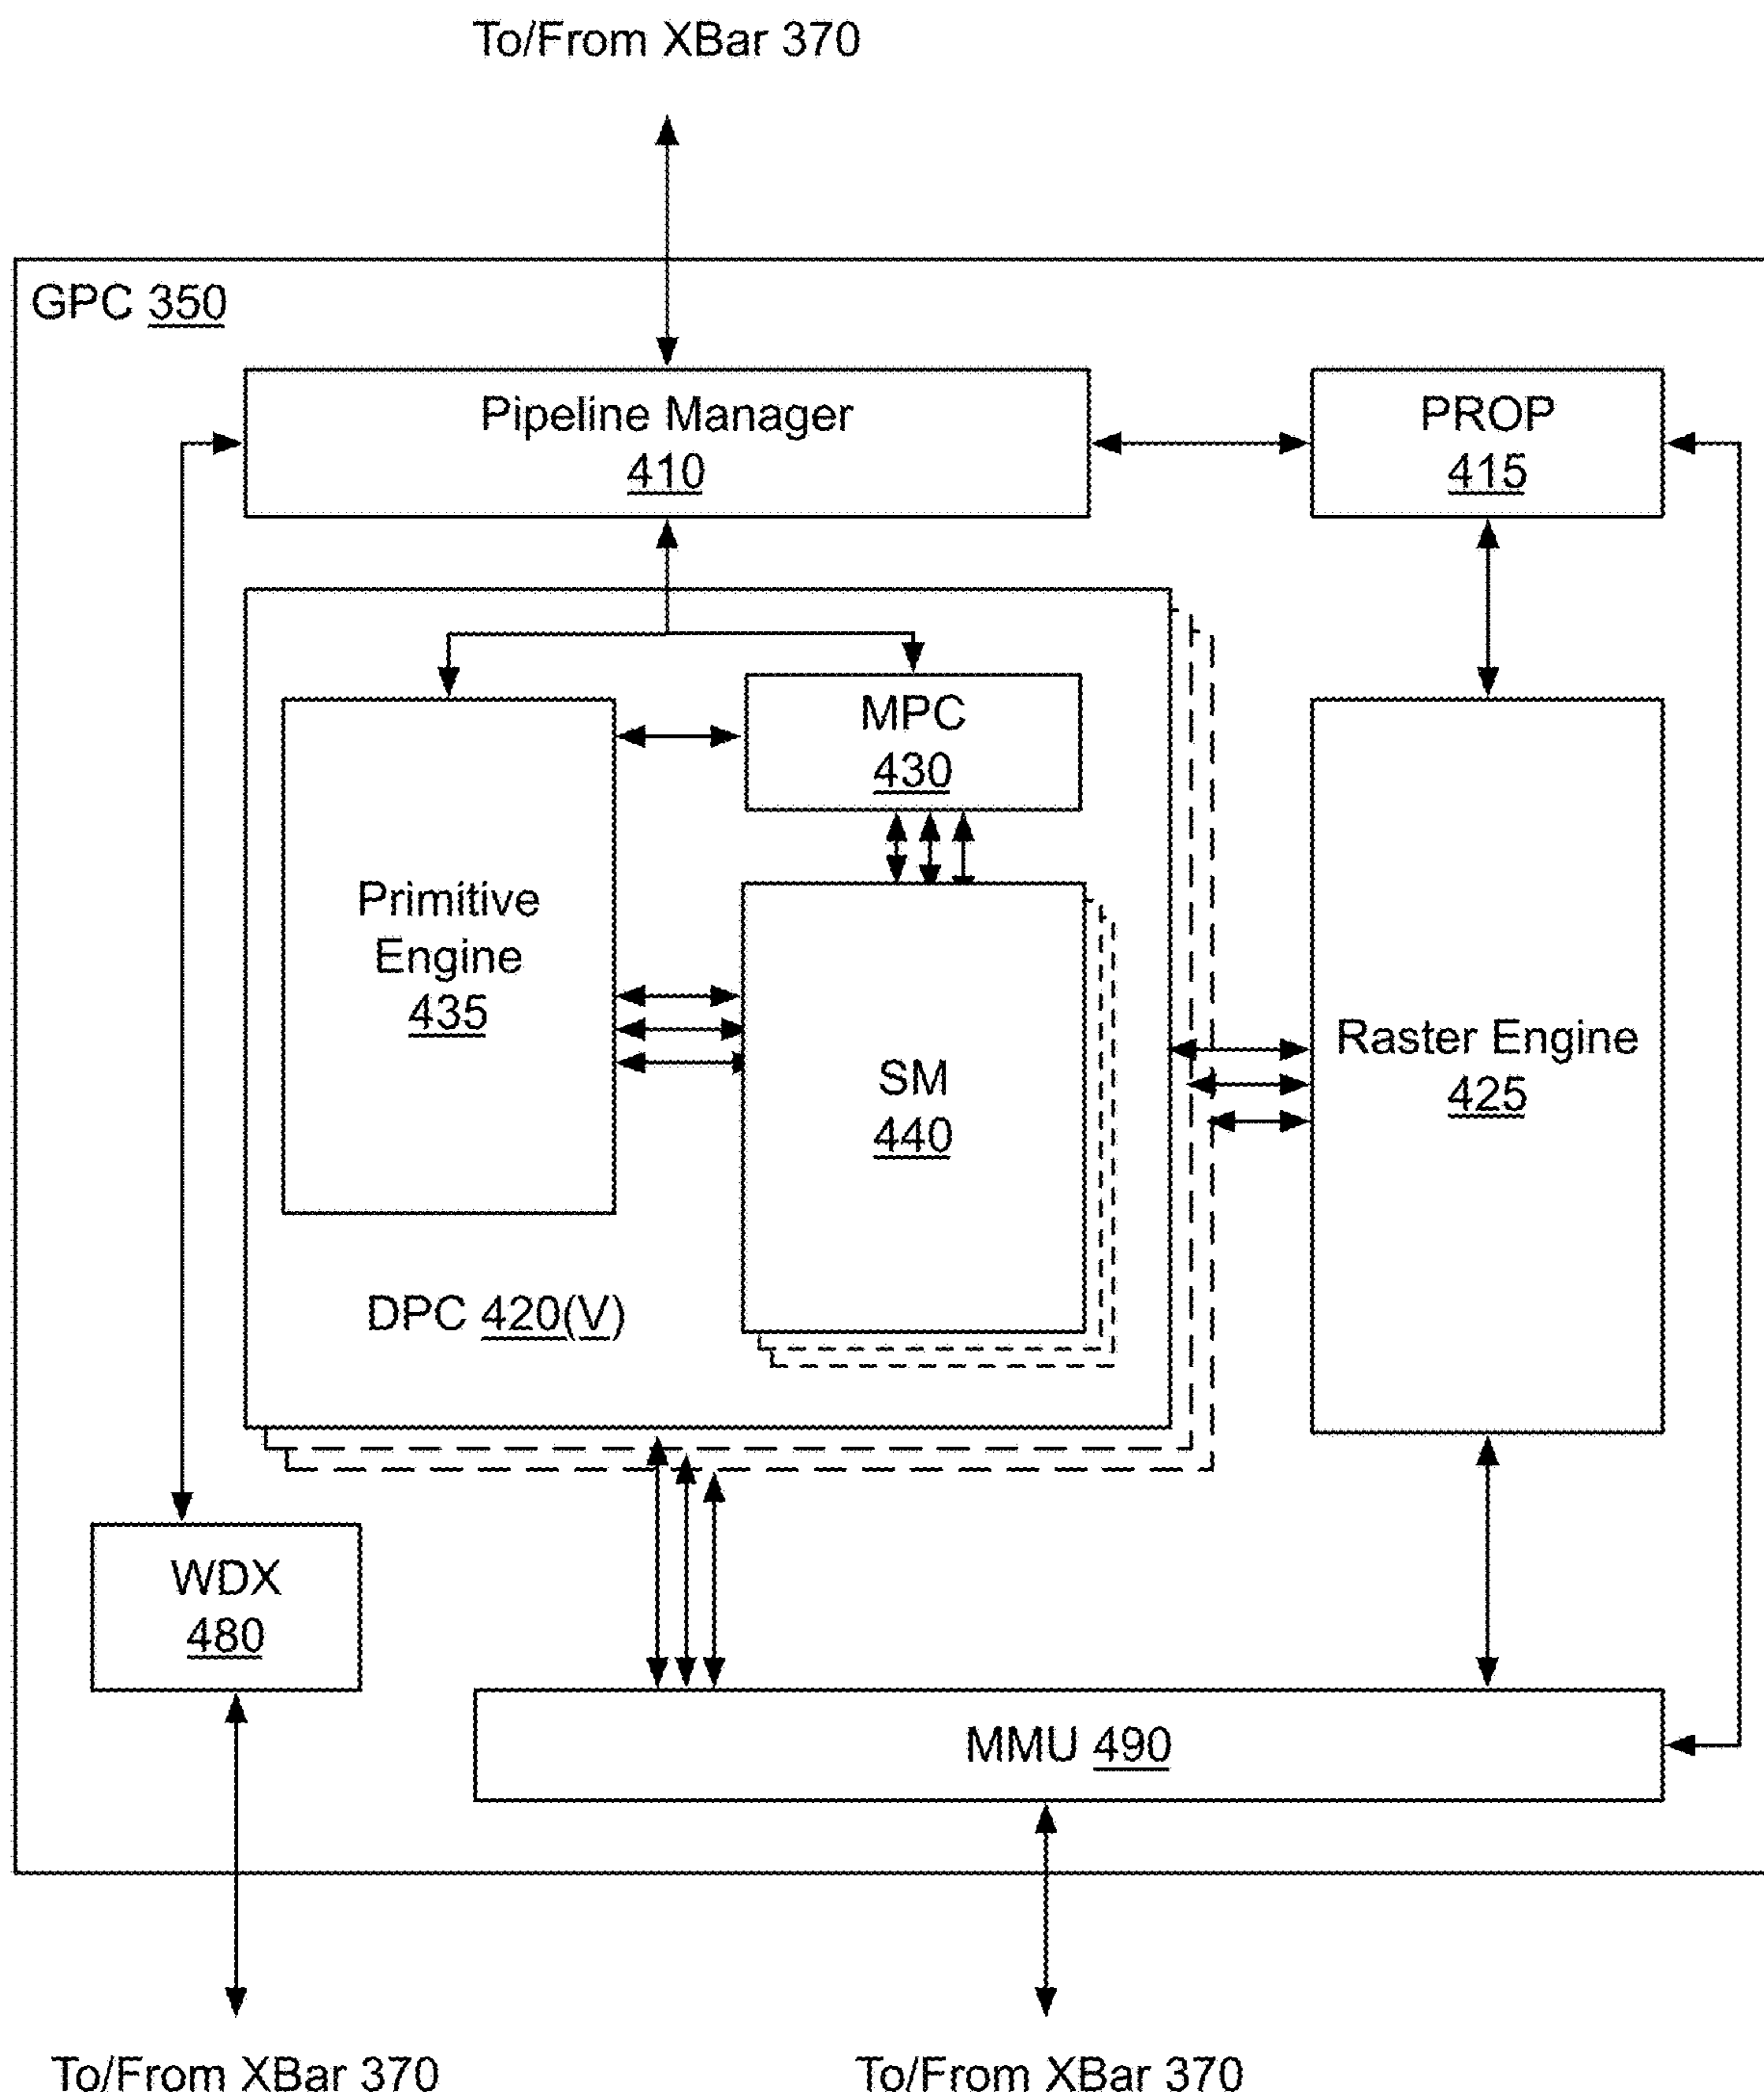 To/From XBar 370
GPC 350
Pipeline Manager
410
PROP
415
MPC
430
Primitive
Engine
435
SM
440
Raster Engine
425
DPC 420(V)
WDX
480
MMU 490
To/From XBar 370
To/From XBar 370